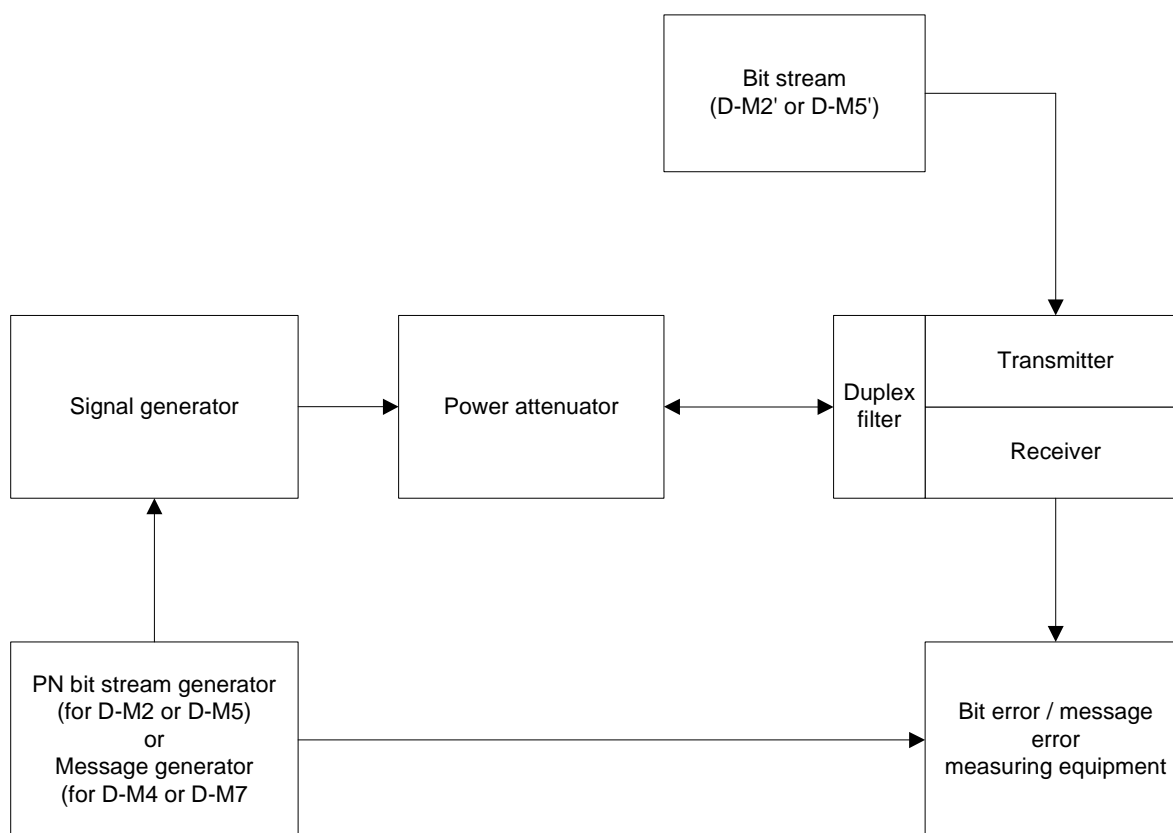 Bit stream
(D-M2' or D-M5')
Signal generator
Power attenuator
Duplex
filter
Transmitter
Receiver
PN bit stream generator
(for D-M2 or D-M5)
or
Message generator
(for D-M4 or D-M7
Bit error / message
error
measuring equipment